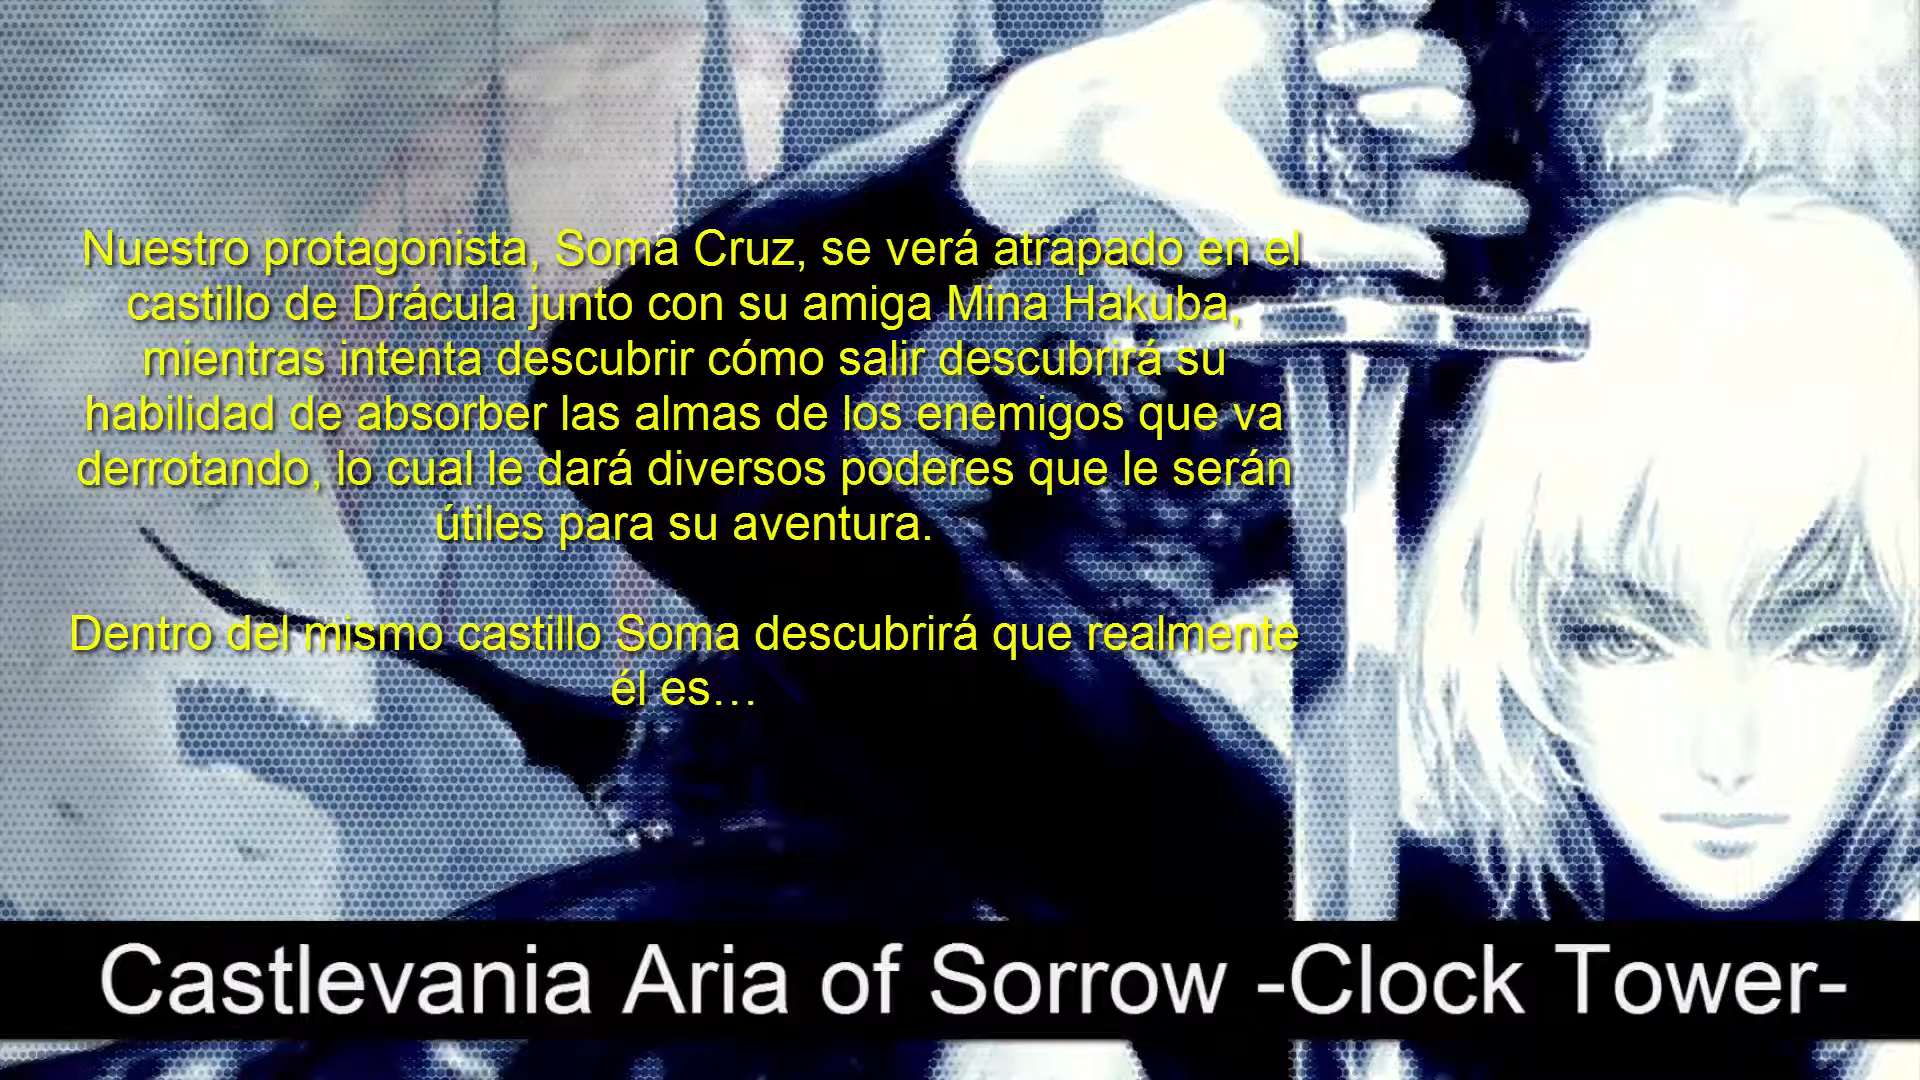 Nuestro protagonista, Soma Cruz, se verá atrapado en el
castillo de Drácula junto con su amiga Mina Hakuba,
mientras intenta descubrir cómo salir descubrirá su
habilidad de absorber las almas de los enemigos que va
derrotando, lo cual le dará diversos poderes que le serán
útiles para su aventura.
Dentro del mismo castillo Soma descubrirá que realmente
él es…
Castlevania Aria of Sorrow -Clock Tower-